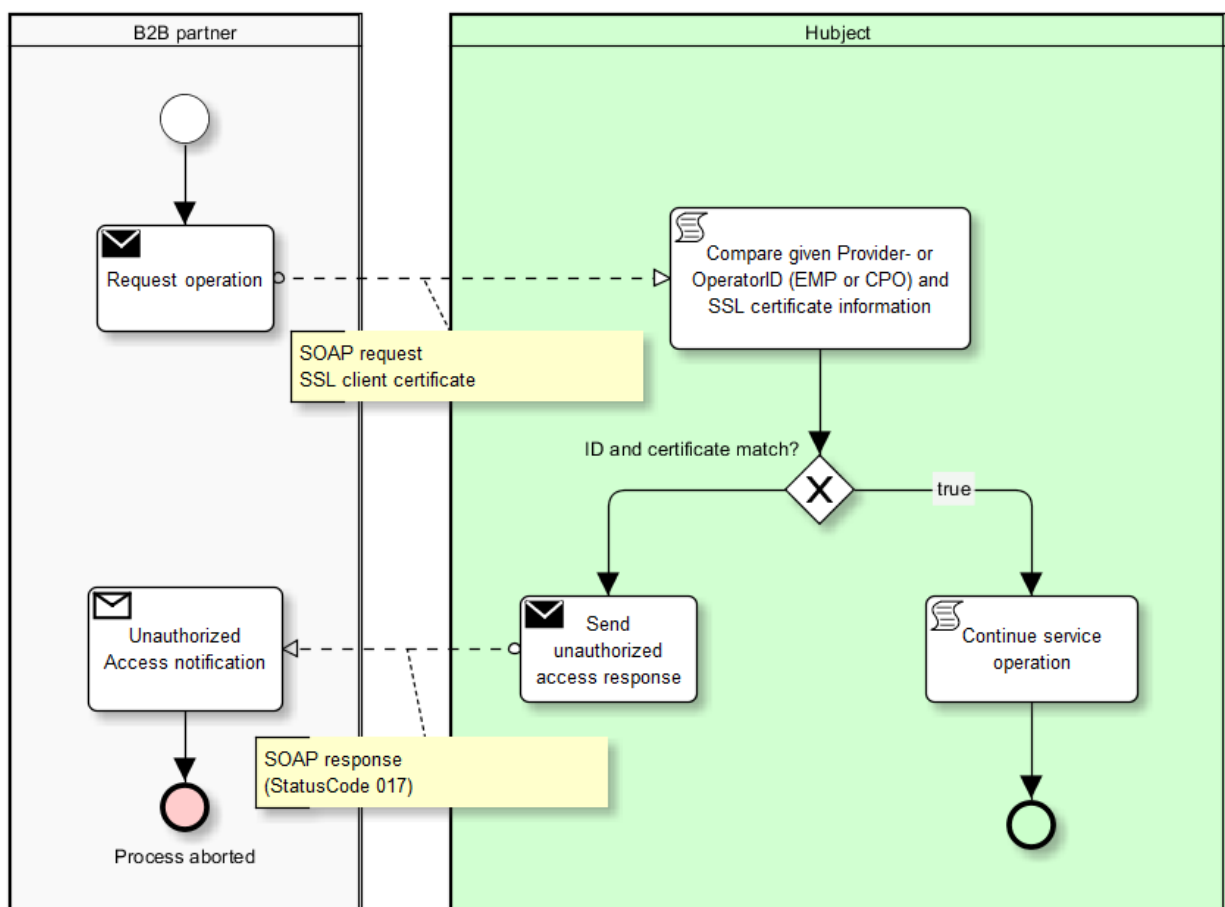 B2B partner
Hubject
Request operation
Compare given Provider- or
OperatorID (EMP or CPO) and
SSL certificate information
SOAP request
SSL client certificate
ID and certificate match?
X
true
Unauthorized
Access notification
Send
unauthorized
access response
Continue service
operation
SOAP response
(StatusCode 017)
Process aborted